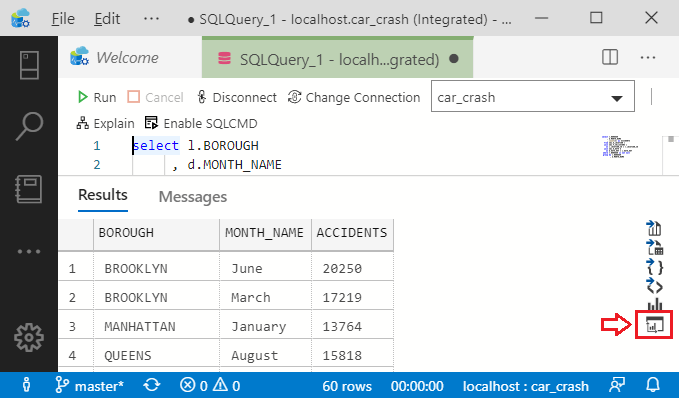 File Edit ... ● SQLQuery_1 - localhost.car_crash (Integrated) - ...
Welcome SQLQuery_1 - localh...grated) ●
Run Cancel Disconnect Change Connection car_crash
Explain Enable SQLCMD
1 select l.BOROUGH
2 , d.MONTH_NAME
Results Messages
BOROUGH MONTH_NAME ACCIDENTS
1 BROOKLYN June 20250
2 BROOKLYN March 17219
3 MANHATTAN January 13764
4 QUEENS August 15818
master* 0 0 60 rows 00:00:00 localhost : car_crash